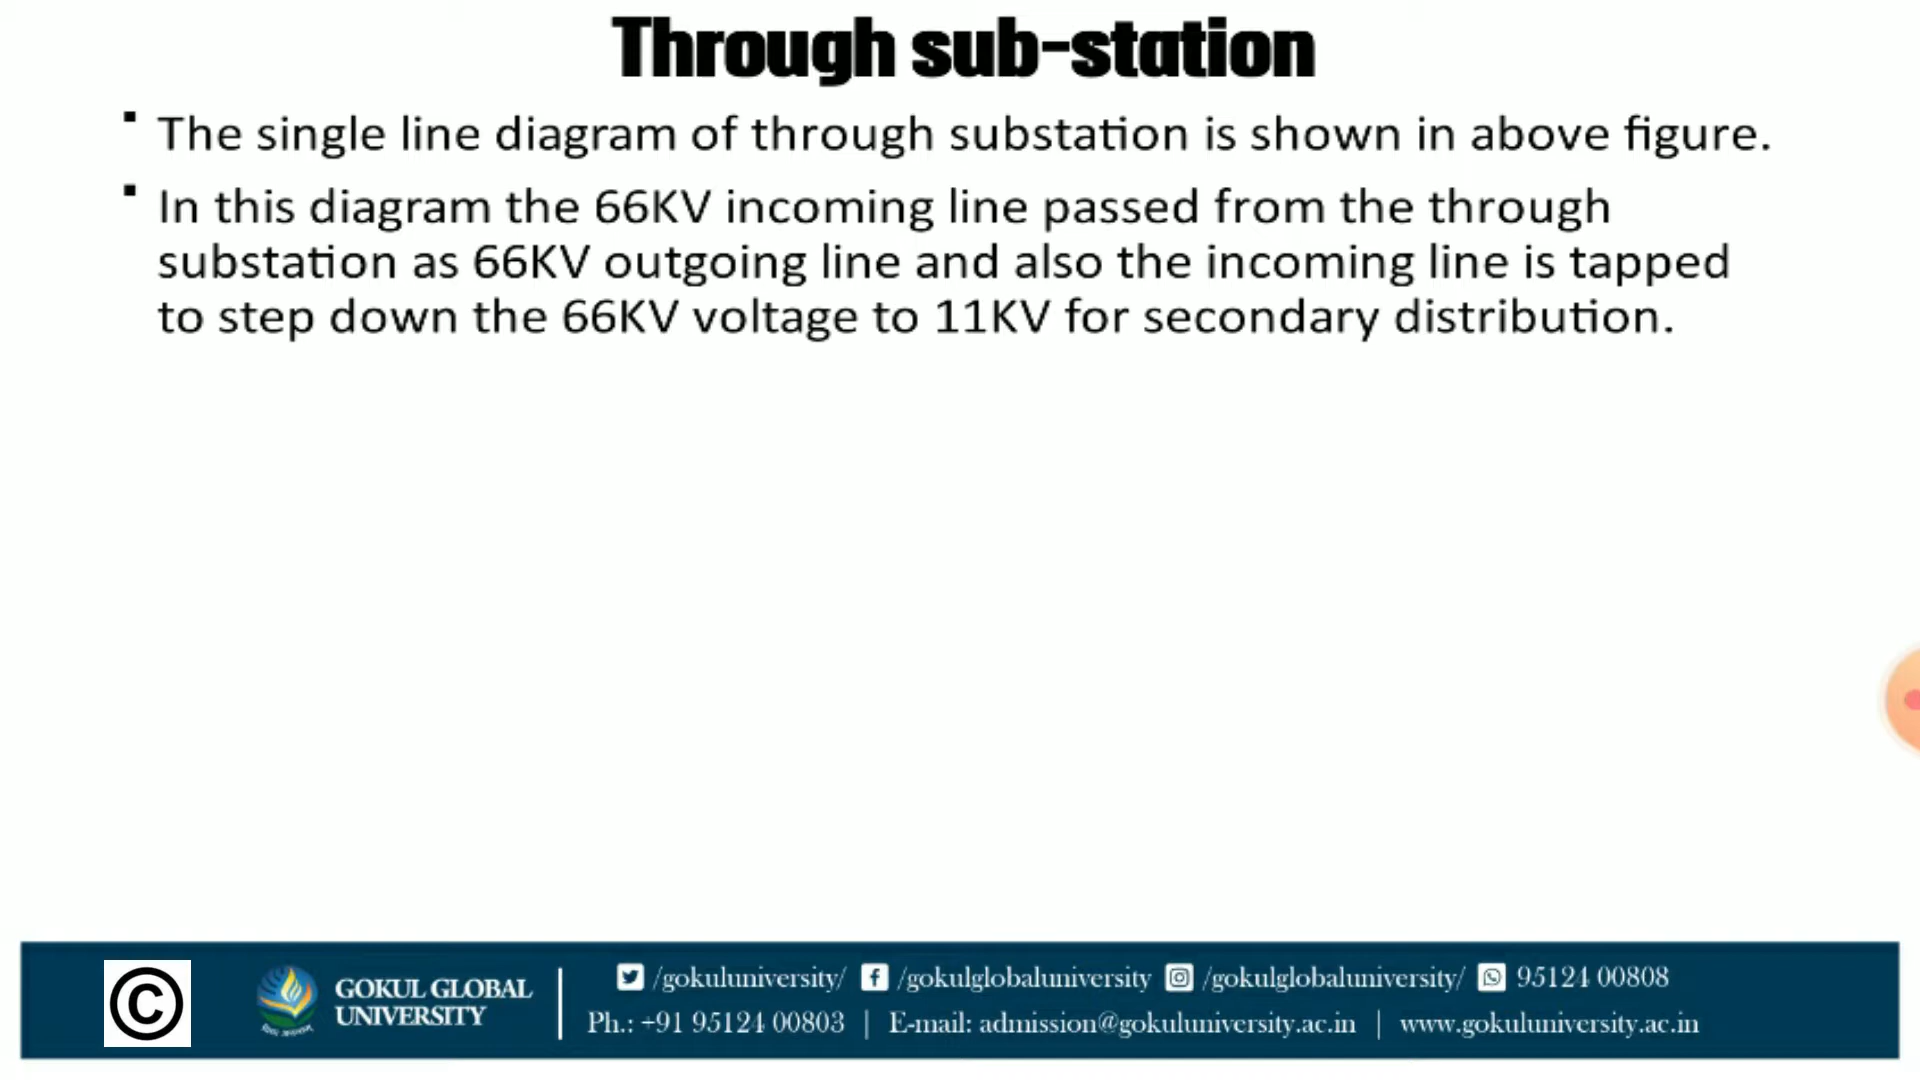 Through sub-station
▪ The single line diagram of through substation is shown in above figure.
▪ In this diagram the 66KV incoming line passed from the through
substation as 66KV outgoing line and also the incoming line is tapped
to step down the 66KV voltage to 11KV for secondary distribution.
©
GOKUL GLOBAL
UNIVERSITY
/gokuluniversity/ /gokulglobaluniversity /gokulglobaluniversity/ 95124 00808
Ph.: +91 95124 00803 | E-mail: admission@gokuluniversity.ac.in | www.gokuluniversity.ac.in